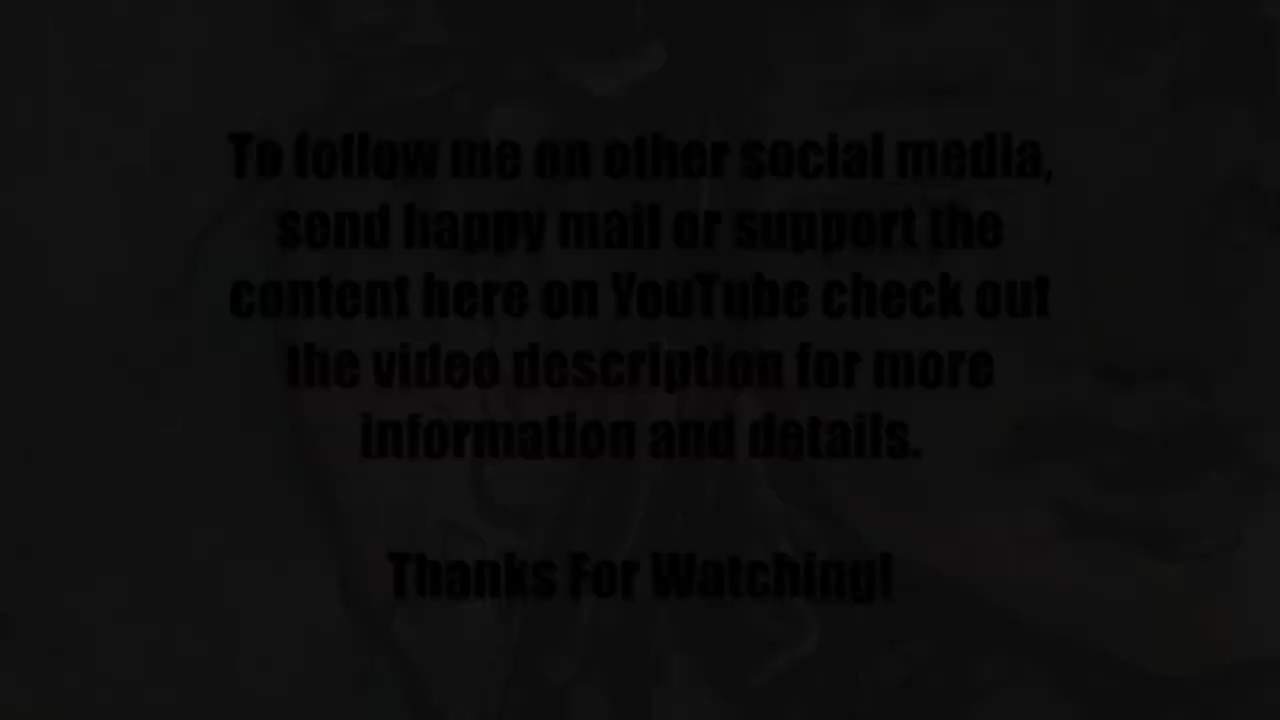 To follow me on other social media,
send happy mail or support the
content here on YouTube check out
the video description for more
information and details.
Thanks For Watching!